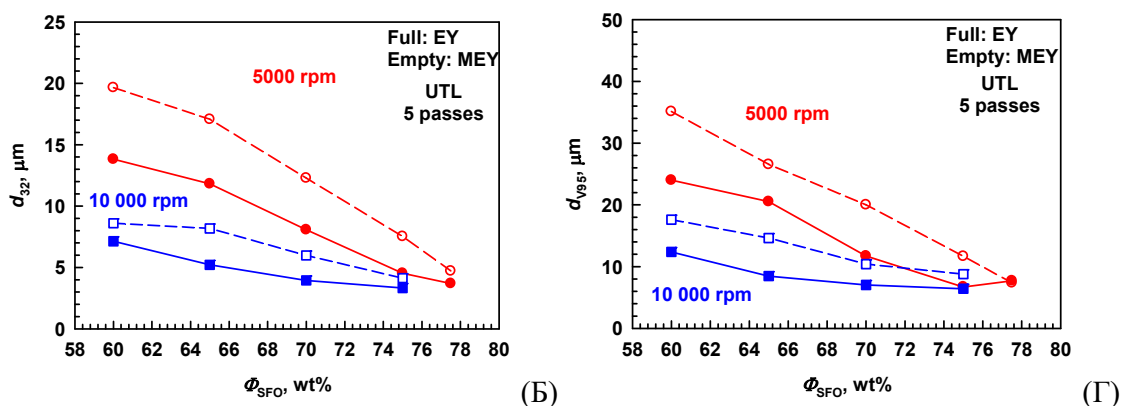 25
20
15
10
5
0
d32, μm
5000 rpm
10 000 rpm
Full: EY
Empty: MEY
UTL
5 passes
58 60 62 64 66 68 70 72 74 76 78 80
ΦSFO, wt%
(Б)
50
40
30
20
10
0
dV95, μm
5000 rpm
10 000 rpm
Full: EY
Empty: MEY
UTL
5 passes
58 60 62 64 66 68 70 72 74 76 78 80
ΦSFO, wt%
(Г)